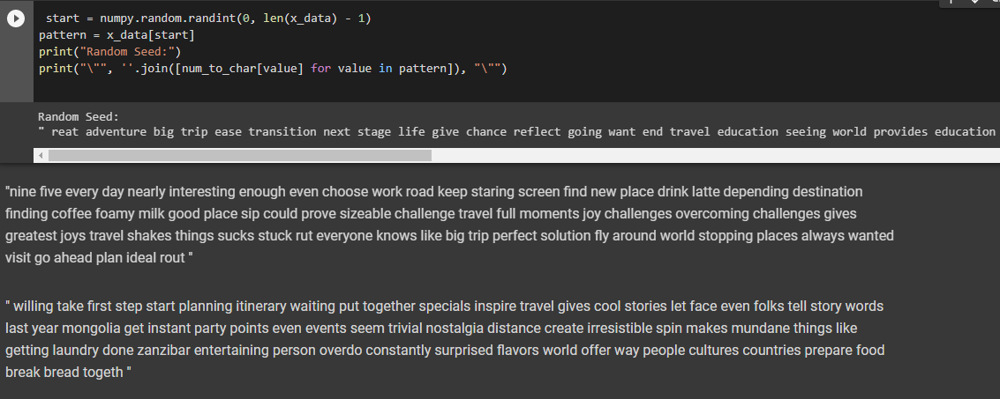 start = numpy.random.randint(0, len(x_data) - 1)
pattern = x_data[start]
print("Random Seed:")
print("\"", ''.join([num_to_char[value] for value in pattern]), "\"")
Random Seed:
" reat adventure big trip ease transition next stage life give chance reflect going want end travel education seeing world provides education
"nine five every day nearly interesting enough even choose work road keep staring screen find new place drink latte depending destination
finding coffee foamy milk good place sip could prove sizeable challenge travel full moments joy challenges overcoming challenges gives
greatest joys travel shakes things sucks stuck rut everyone knows like big trip perfect solution fly around world stopping places always wanted
visit go ahead plan ideal rout "
" willing take first step start planning itinerary waiting put together specials inspire travel gives cool stories let face even folks tell story words
last year mongolia get instant party points even events seem trivial nostalgia distance create irresistible spin makes mundane things like
getting laundry done zanzibar entertaining person overdo constantly surprised flavors world offer way people cultures countries prepare food
break bread togeth "